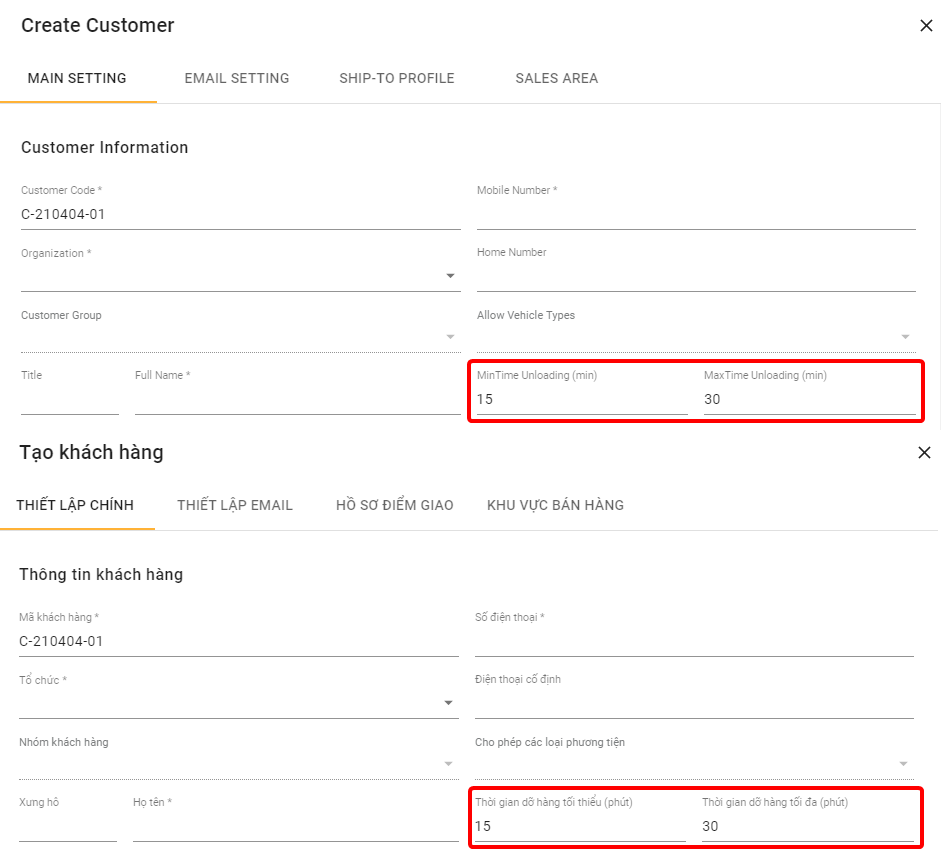 Create Customer
MAIN SETTING EMAIL SETTING SHIP-TO PROFILE SALES AREA
Customer Information
Customer Code * Mobile Number *
C-210404-01
Organization * Home Number
Customer Group Allow Vehicle Types
Title Full Name * MinTime Unloading (min) MaxTime Unloading (min)
15 30
Tạo khách hàng
THIẾT LẬP CHÍNH THIẾT LẬP EMAIL HỒ SƠ ĐIỂM GIAO KHU VỰC BÁN HÀNG
Thông tin khách hàng
Mã khách hàng * Số điện thoại *
C-210404-01
Tổ chức * Điện thoại cố định
Nhóm khách hàng Cho phép các loại phương tiện
Xưng hô Họ tên * Thời gian dỡ hàng tối thiểu (phút) Thời gian dỡ hàng tối đa (phút)
15 30